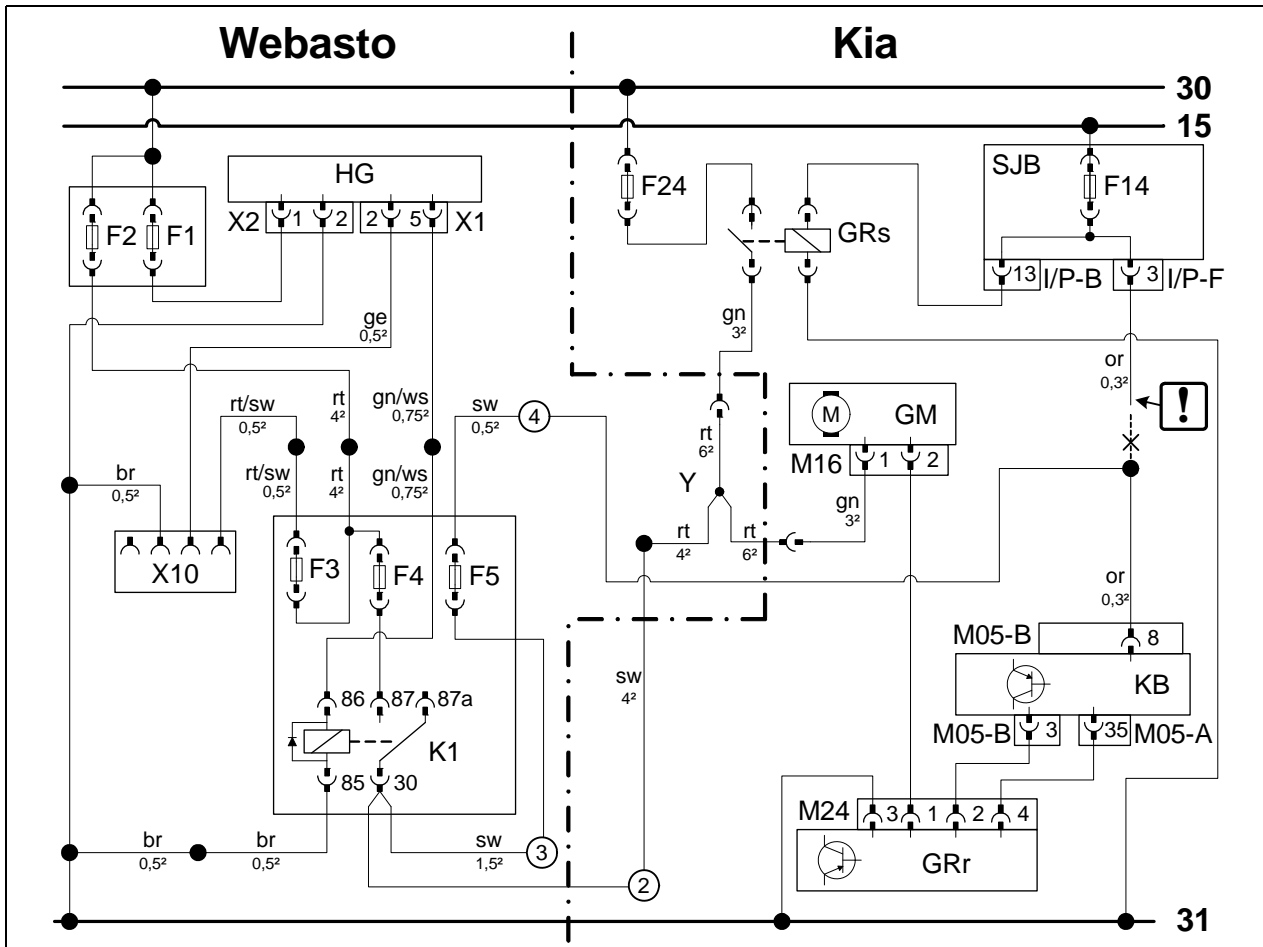 Webasto Kia
30
15
HG
SJB
F24
F14
F2 F1
X2 1 2 2 5 X1
GRs
13 I/P-B 3 I/P-F
gn
3²
ge
0,5²
or
0,3²
!
rt/sw
0,5²
rt
4²
gn/ws
0,75²
sw
0,5²
4
M GM
rt
6²
M16 1 2
br
0,5²
rt/sw
0,5²
rt
4²
gn/ws
0,75²
Y
gn
3²
rt
4²
rt
6²
X10
F3 F4 F5
or
0,3²
M05-B 8
KB
sw
4²
86 87 87a
M05-B 3 35 M05-A
K1
85 30
M24 3 1 2 4
br
0,5²
br
0,5²
sw
1,5²
3
GRr
2
31